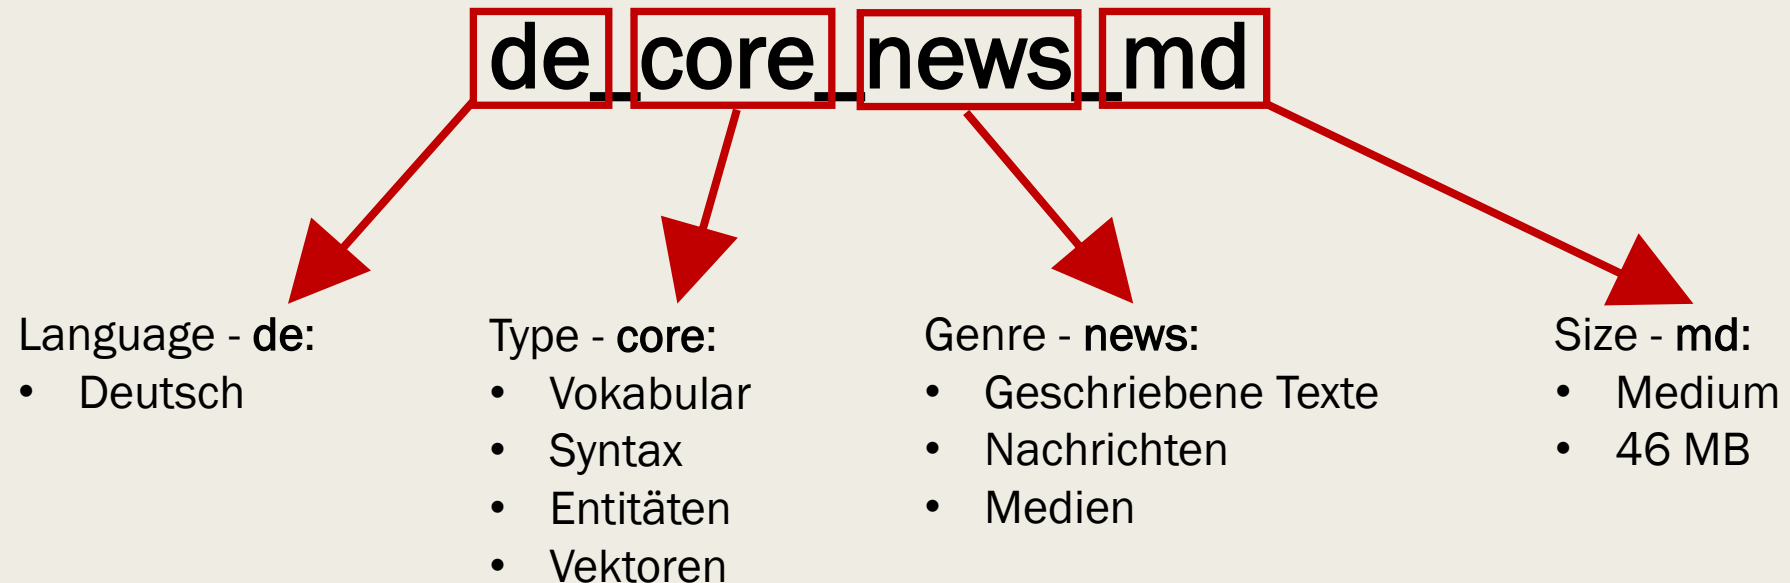 de_core_news_md
Language - de:
• Deutsch
Type - core:
• Vokabular
• Syntax
• Entitäten
• Vektoren
Genre - news:
• Geschriebene Texte
• Nachrichten
• Medien
Size - md:
• Medium
• 46 MB